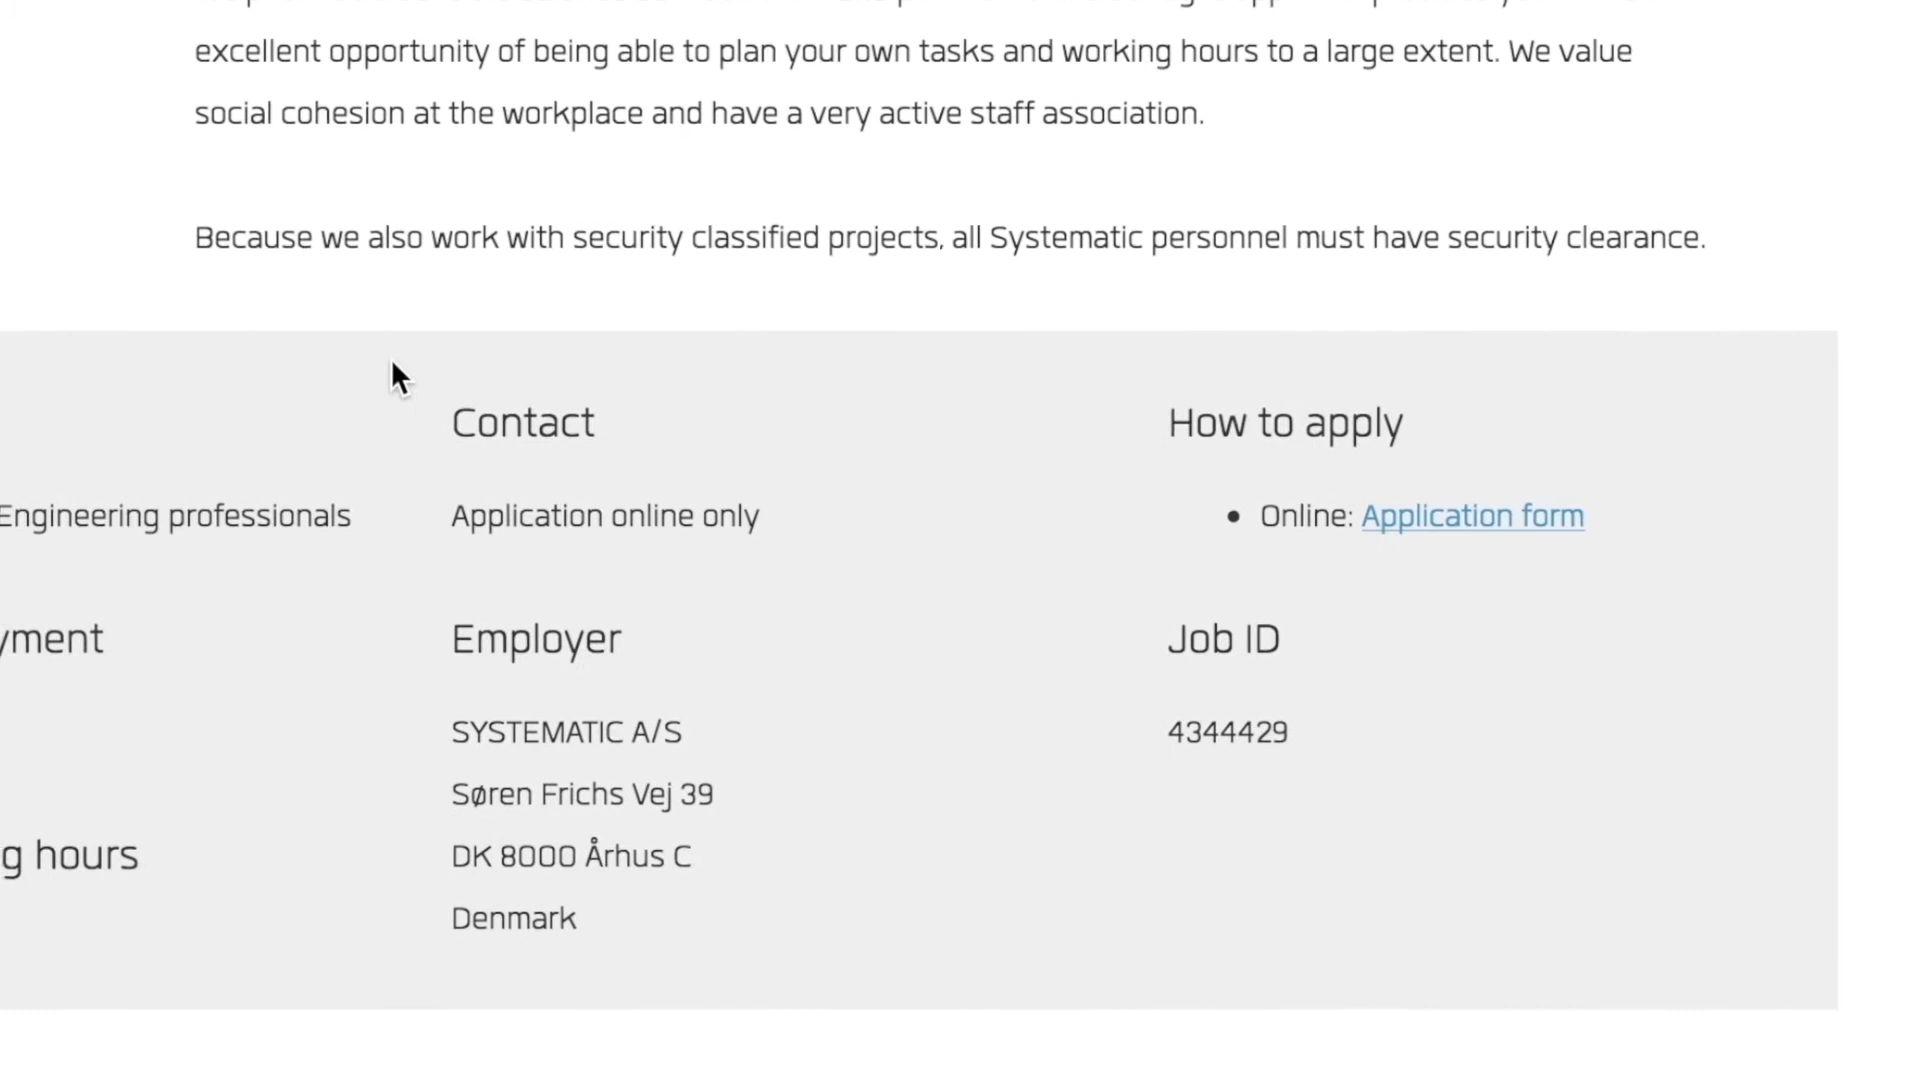 excellent opportunity of being able to plan your own tasks and working hours to a large extent. We value
social cohesion at the workplace and have a very active staff association.
Because we also work with security classified projects, all Systematic personnel must have security clearance.
Contact
How to apply
Engineering professionals
Application online only
• Online: Application form
yment
Employer
Job ID
SYSTEMATIC A/S
4344429
Søren Frichs Vej 39
g hours
DK 8000 Århus C
Denmark